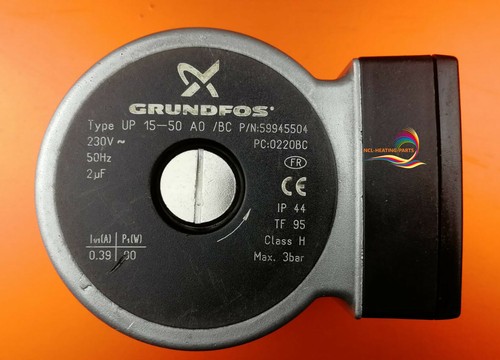 GRUNDFOS
Type UP 15-50 AO /BC P/N:59945504
230V ~ PC:0220BC
50Hz FR
2µF CE
IP 44
TF 95
Class H
Max. 3bar
I1/1(A) P1(W)
0.39 90
HCL-HEATING-PARTS